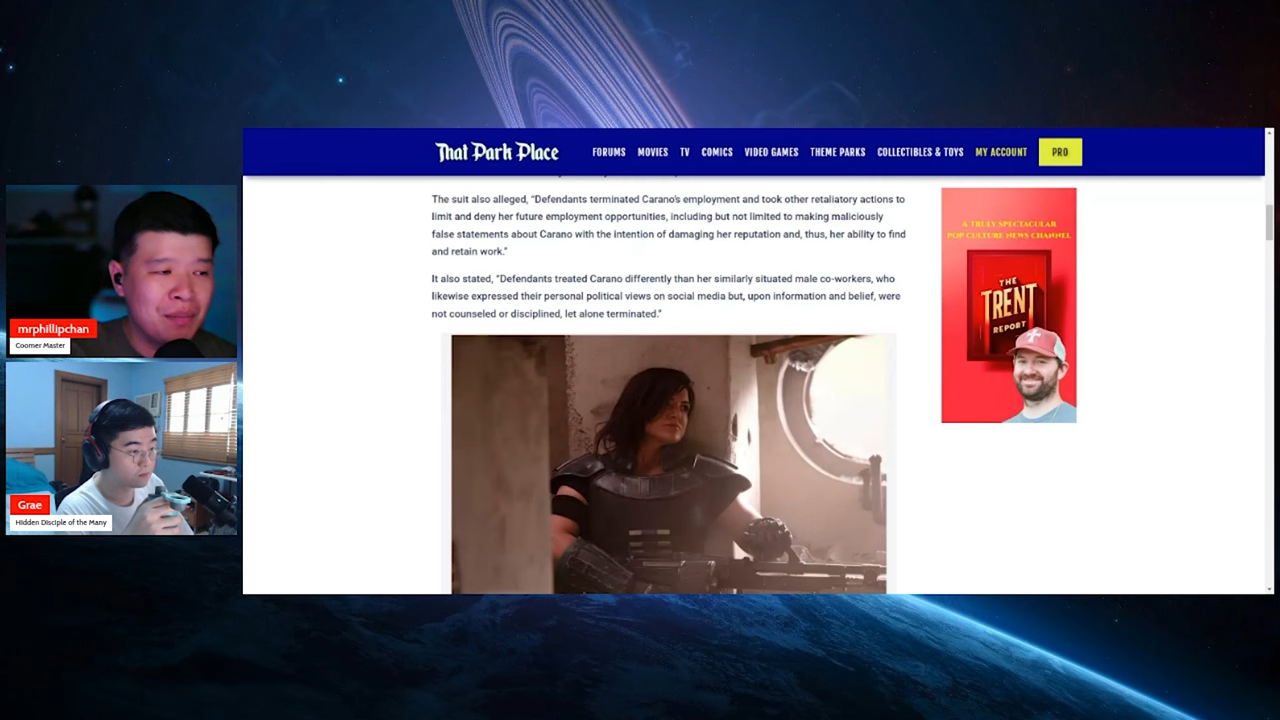 That Park Place
FORUMS MOVIES TV COMICS VIDEO GAMES THEME PARKS COLLECTIBLES & TOYS MY ACCOUNT PRO
The suit also alleged, “Defendants terminated Carano’s employment and took other retaliatory actions to
limit and deny her future employment opportunities, including but not limited to making maliciously
false statements about Carano with the intention of damaging her reputation and, thus, her ability to find
and retain work.”
It also stated, “Defendants treated Carano differently than her similarly situated male co-workers, who
likewise expressed their personal political views on social media but, upon information and belief, were
not counseled or disciplined, let alone terminated.”
A TRULY SPECTACULAR
POP CULTURE NEWS CHANNEL
THE
TRENT
REPORT
mrphillipchan
Coomer Master
Grae
Hidden Disciple of the Many